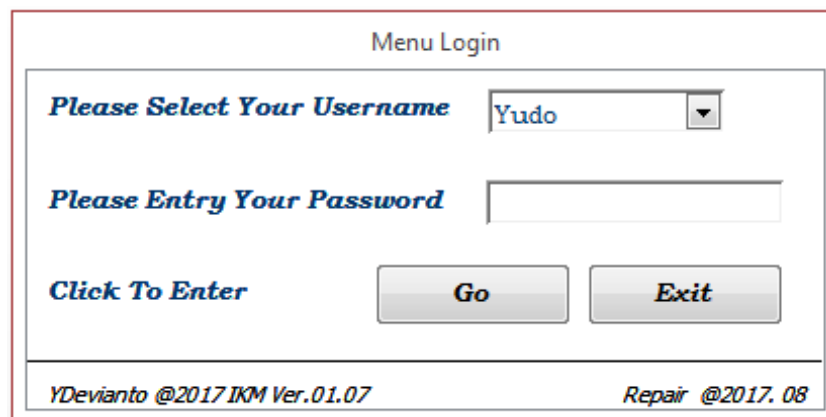 Menu Login
Please Select Your Username Yudo
Please Entry Your Password
Click To Enter Go Exit
YDevianto @2017 IKM Ver.01.07 Repair @2017. 08